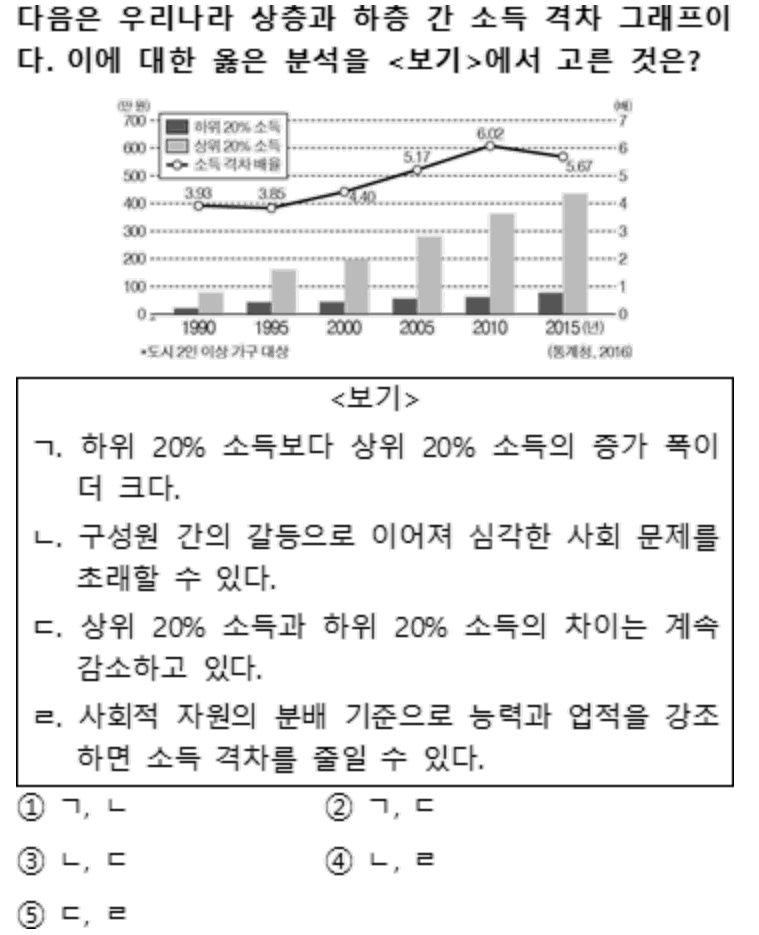 다음은 우리나라 상층과 하층 간 소득 격차 그래프이
다. 이에 대한 옳은 분석을 <보기>에서 고른 것은?
(만 원) (배)
700 7
600 6
500 5
400 4
300 3
200 2
100 1
0 0
하위 20% 소득
상위 20% 소득
소득 격차 배율
3.93 3.85 4.40 5.17 6.02 5.67
1990 1995 2000 2005 2010 2015(년)
*도시 2인 이상 가구 대상 (통계청, 2016)
<보기>
ㄱ. 하위 20% 소득보다 상위 20% 소득의 증가 폭이
더 크다.
ㄴ. 구성원 간의 갈등으로 이어져 심각한 사회 문제를
초래할 수 있다.
ㄷ. 상위 20% 소득과 하위 20% 소득의 차이는 계속
감소하고 있다.
ㄹ. 사회적 자원의 분배 기준으로 능력과 업적을 강조
하면 소득 격차를 줄일 수 있다.
① ㄱ, ㄴ ② ㄱ, ㄷ
③ ㄴ, ㄷ ④ ㄴ, ㄹ
⑤ ㄷ, ㄹ